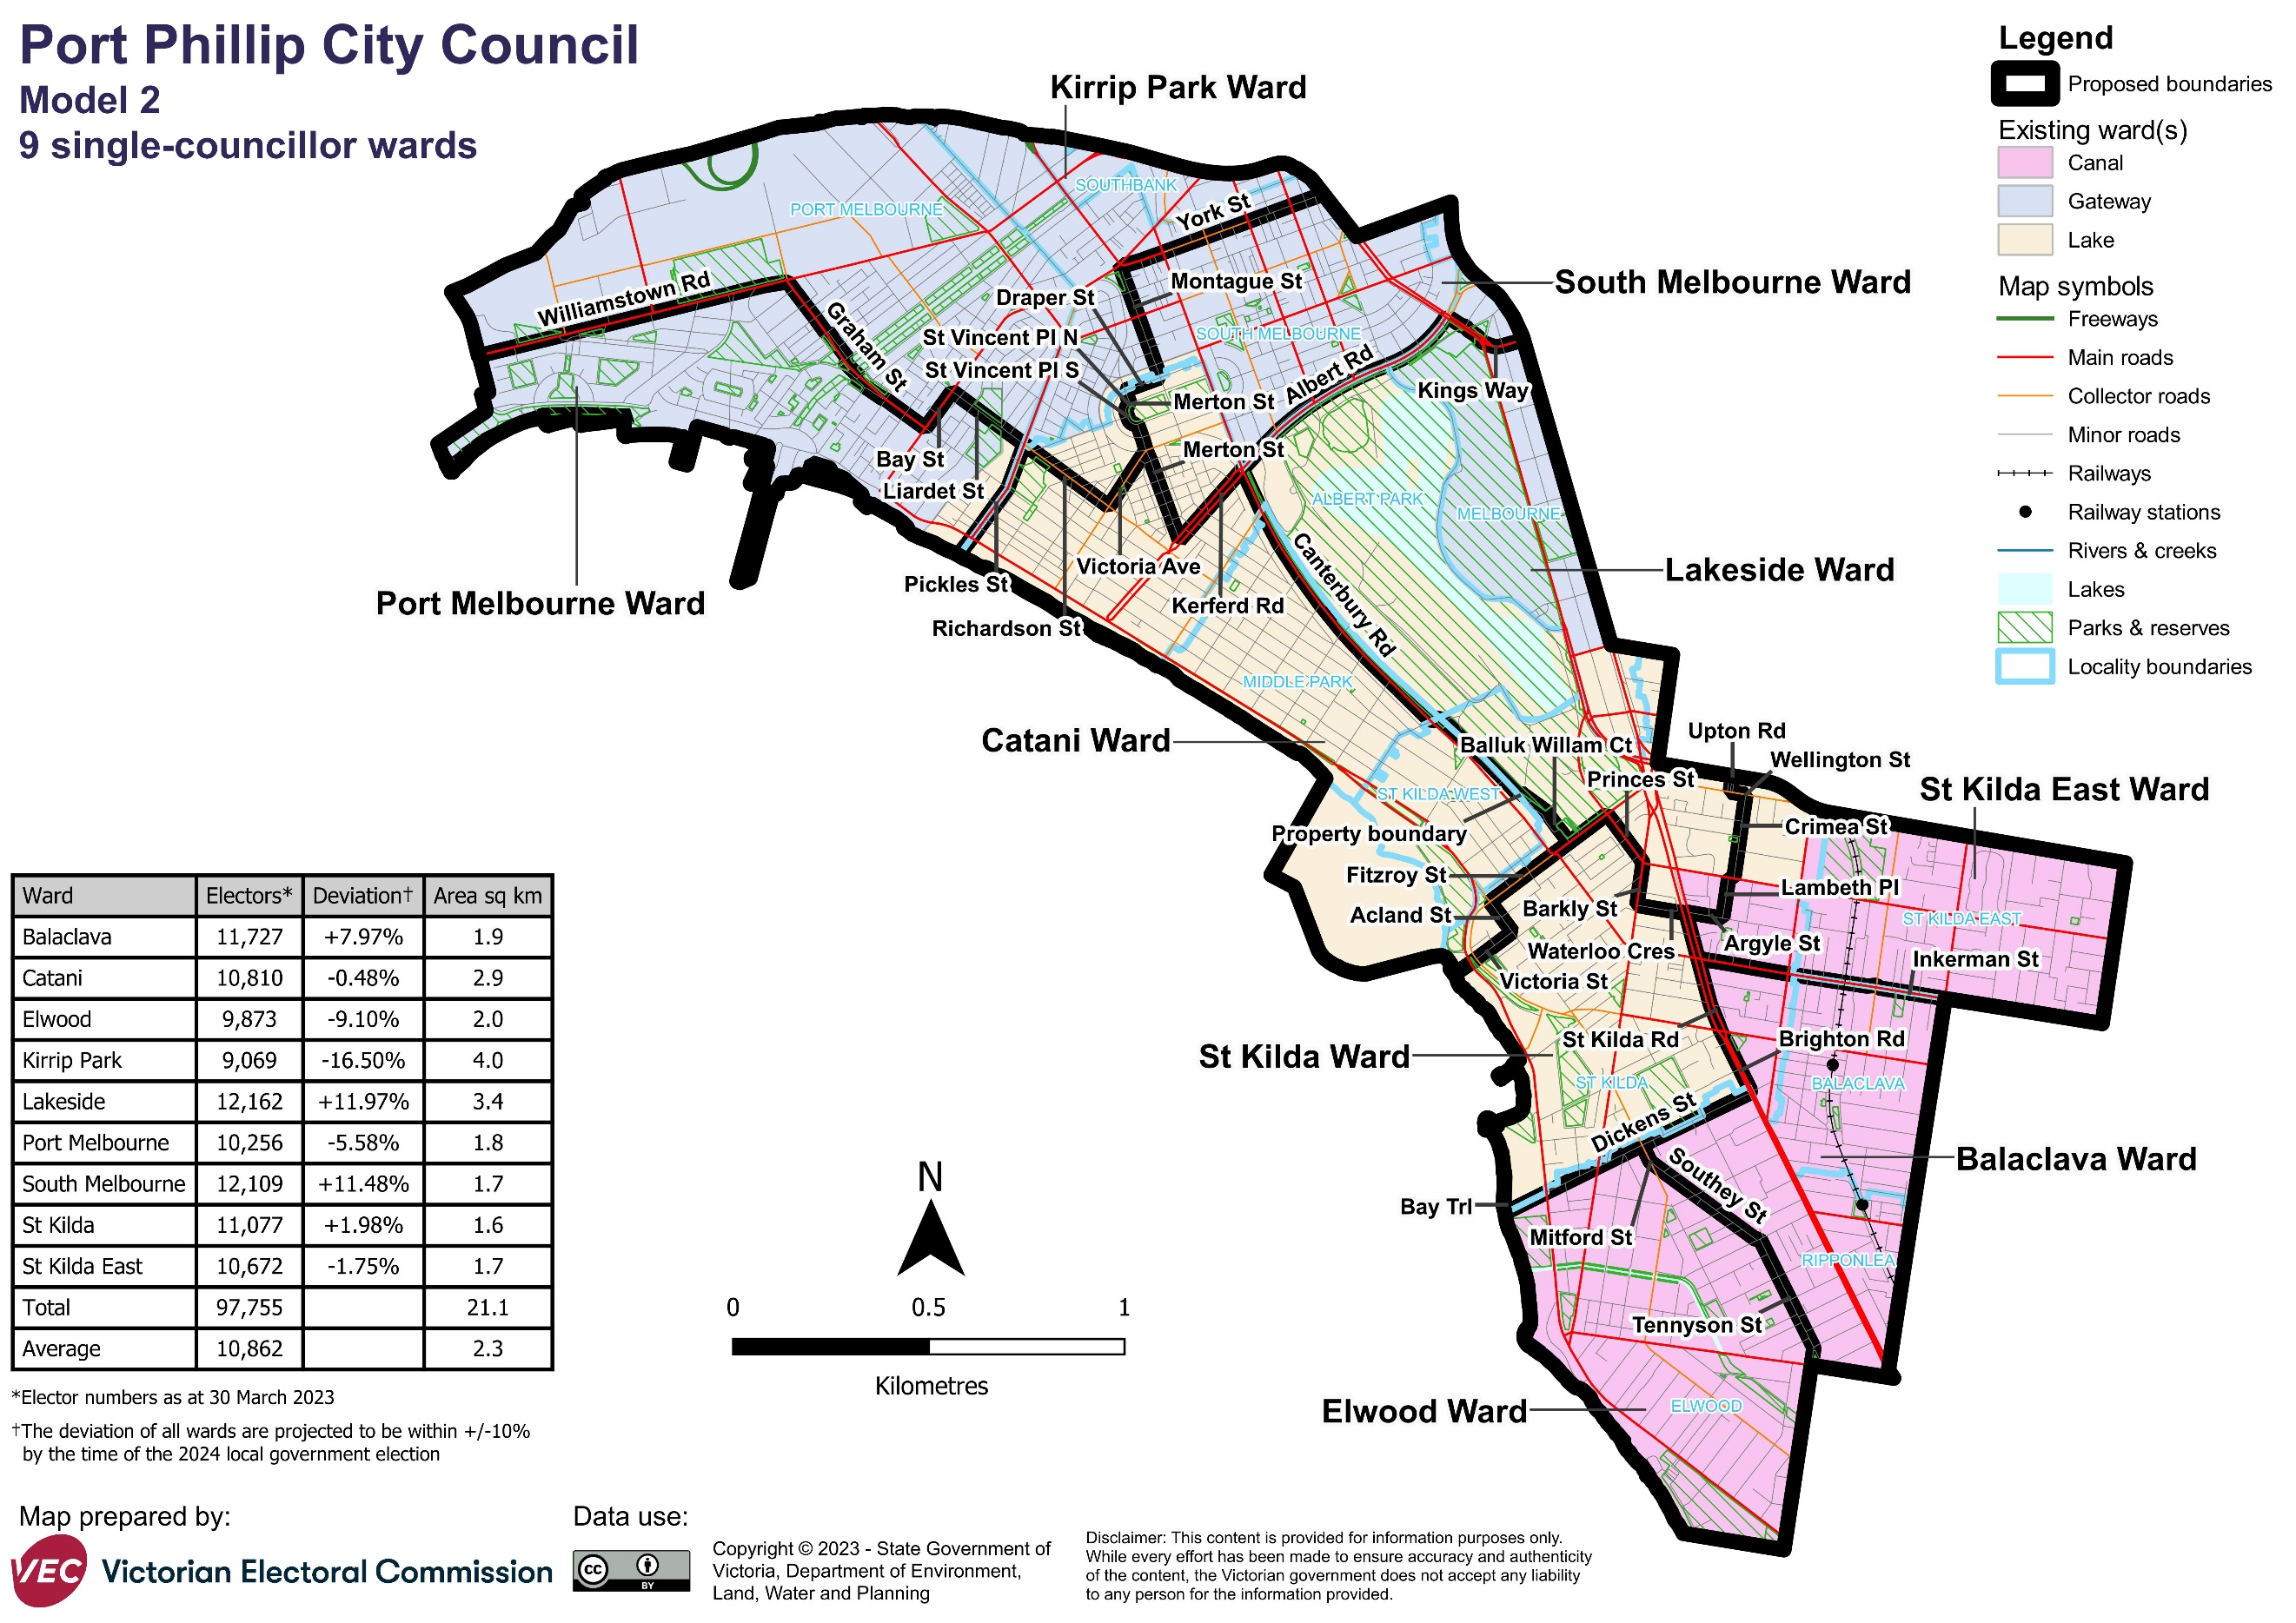 Port Phillip City Council
Model 2
9 single-councillor wards
Kirrip Park Ward
Legend
Proposed boundaries
Existing ward(s)
Canal
Gateway
Lake
Map symbols
Freeways
Main roads
Collector roads
Minor roads
Railways
Railway stations
Rivers & creeks
Lakes
Parks & reserves
Locality boundaries
SOUTHBANK
PORT MELBOURNE
York St
Williamstown Rd
Montague St
South Melbourne Ward
Draper St
Graham St
St Vincent Pl N
SOUTH MELBOURNE
St Vincent Pl S
Albert Rd
Kings Way
Merton St
Merton St
Bay St
Liardet St
ALBERT PARK
MELBOURNE
Canterbury Rd
Victoria Ave
Lakeside Ward
Pickles St
Port Melbourne Ward
Kerferd Rd
Richardson St
MIDDLE PARK
Catani Ward
Balluk Willam Ct
Upton Rd
Wellington St
Princes St
St Kilda East Ward
ST KILDA WEST
Property boundary
Crimea St
Fitzroy St
Lambeth Pl
Acland St
Barkly St
ST KILDA EAST
Waterloo Cres
Argyle St
Inkerman St
Victoria St
St Kilda Rd
Brighton Rd
St Kilda Ward
ST KILDA
BALACLAVA
Dickens St
Balaclava Ward
Southey St
Bay Trl
Mitford St
RIPPONLEA
Tennyson St
Elwood Ward
ELWOOD
Ward Electors* Deviation† Area sq km
Balaclava 11,727 +7.97% 1.9
Catani 10,810 -0.48% 2.9
Elwood 9,873 -9.10% 2.0
Kirrip Park 9,069 -16.50% 4.0
Lakeside 12,162 +11.97% 3.4
Port Melbourne 10,256 -5.58% 1.8
South Melbourne 12,109 +11.48% 1.7
St Kilda 11,077 +1.98% 1.6
St Kilda East 10,672 -1.75% 1.7
Total 97,755 21.1
Average 10,862 2.3
*Elector numbers as at 30 March 2023
†The deviation of all wards are projected to be within +/-10%
by the time of the 2024 local government election
N
0 0.5 1
Kilometres
Map prepared by:
VEC Victorian Electoral Commission
Data use:
cc BY
Copyright © 2023 - State Government of
Victoria, Department of Environment,
Land, Water and Planning
Disclaimer: This content is provided for information purposes only.
While every effort has been made to ensure accuracy and authenticity
of the content, the Victorian government does not accept any liability
to any person for the information provided.